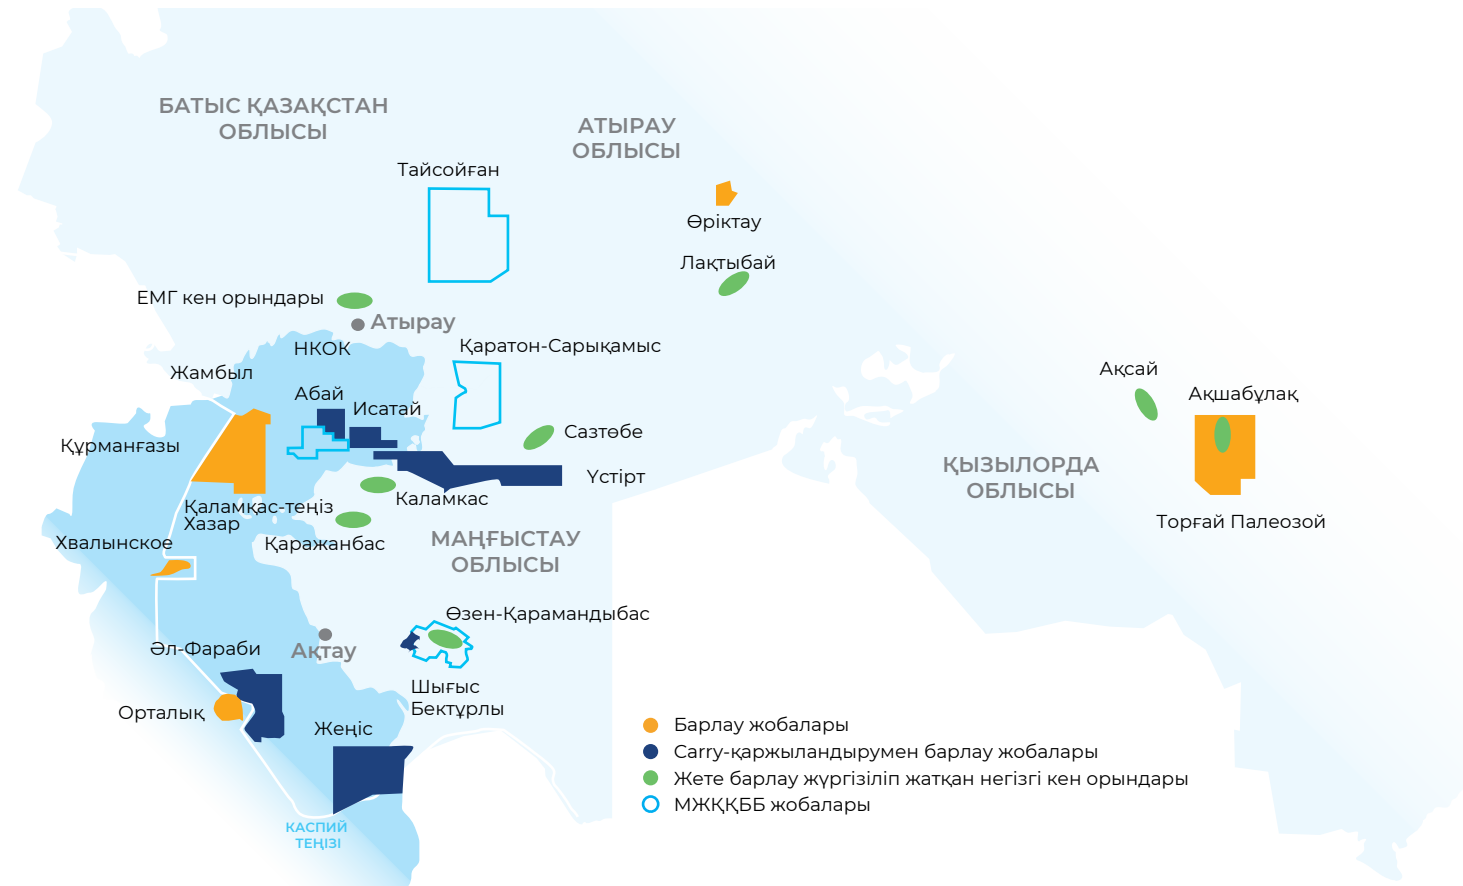 БАТЫС ҚАЗАҚСТАН
ОБЛЫСЫ
АТЫРАУ
ОБЛЫСЫ
Тайсойған
Өріктау
Лақтыбай
ЕМГ кен орындары
Атырау
НКОК
Қаратон-Сарықамыс
Жамбыл
Абай
Исатай
Ақсай
Ақшабұлақ
Құрманғазы
Сазтөбе
Үстірт
ҚЫЗЫЛОРДА
ОБЛЫСЫ
Каламкас
Қаламқас-теңіз
Хазар
Торғай Палеозой
Хвалынское
Қаражанбас
МАҢҒЫСТАУ
ОБЛЫСЫ
Өзен-Қарамандыбас
Әл-Фараби
Ақтау
Шығыс
Бектұрлы
Орталық
Жеңіс
Барлау жобалары
Carry-қаржыландырумен барлау жобалары
Жете барлау жүргізіліп жатқан негізгі кен орындары
МЖҚҚББ жобалары
КАСПИЙ
ТЕҢІЗІ